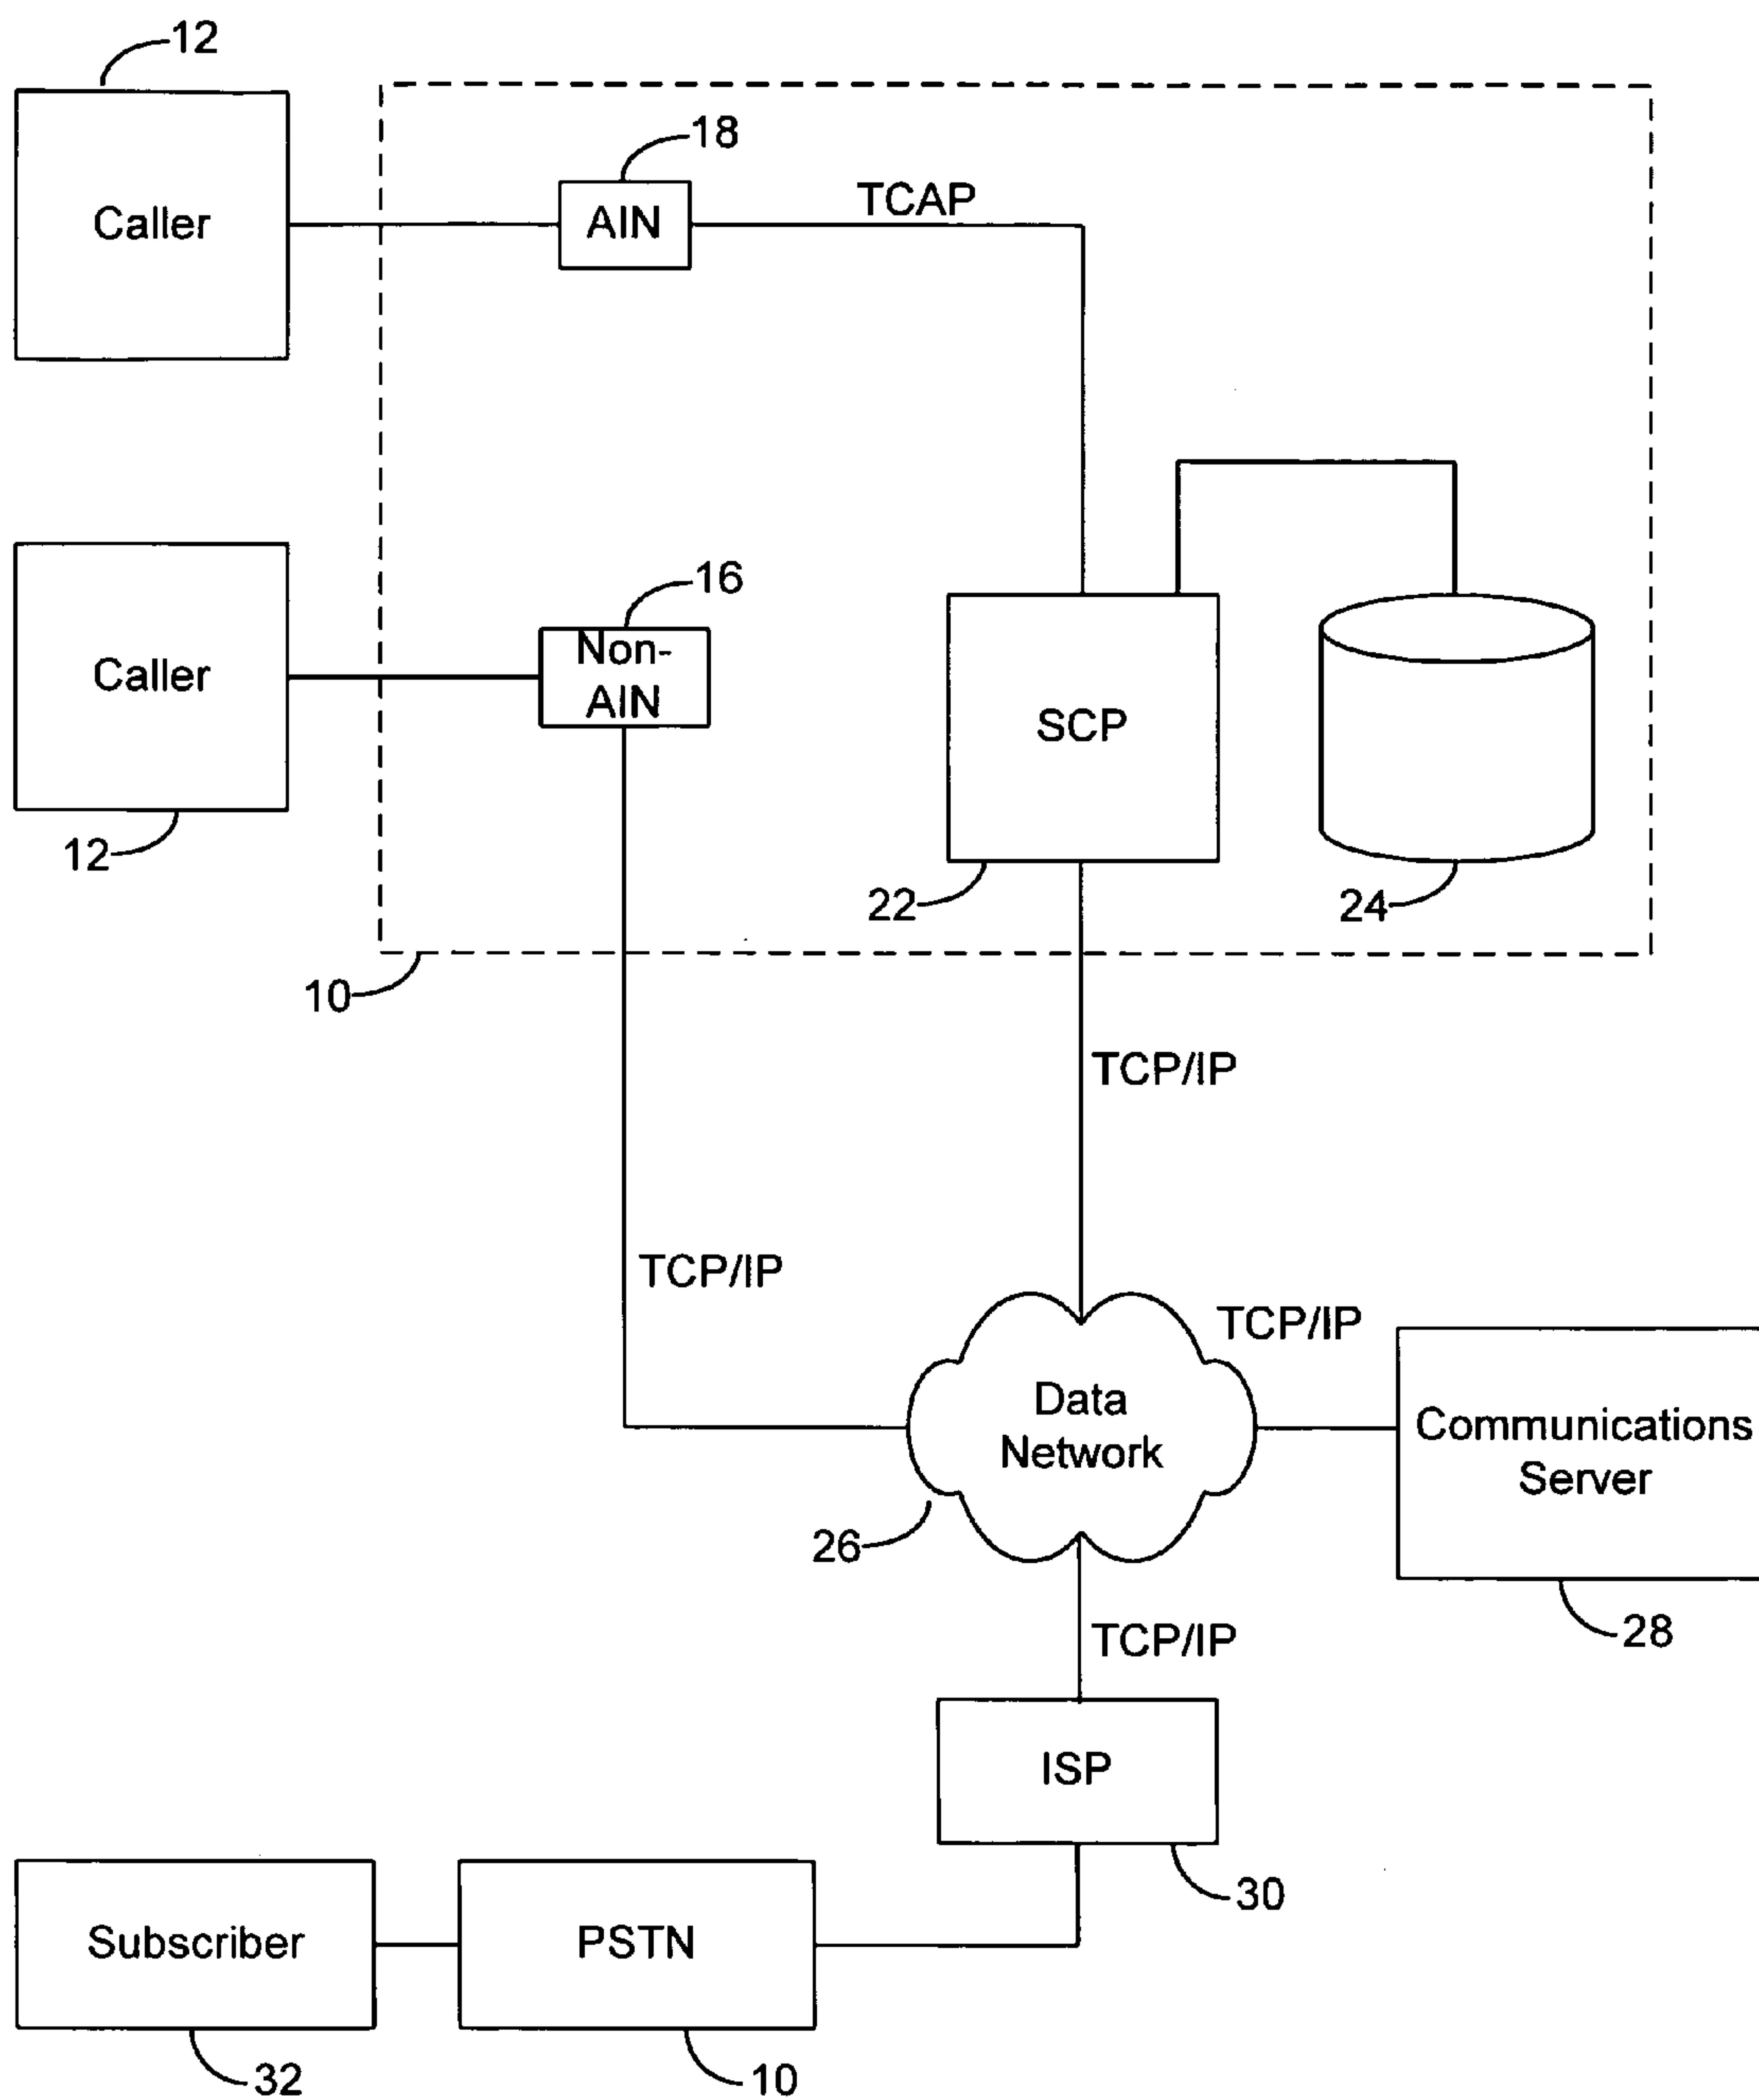 12
18
Caller
AIN
TCAP
16
Caller
Non-
AIN
SCP
12
22
24
10
TCP/IP
TCP/IP
TCP/IP
Data
Network
Communications
Server
26
28
TCP/IP
ISP
30
Subscriber
PSTN
32
10